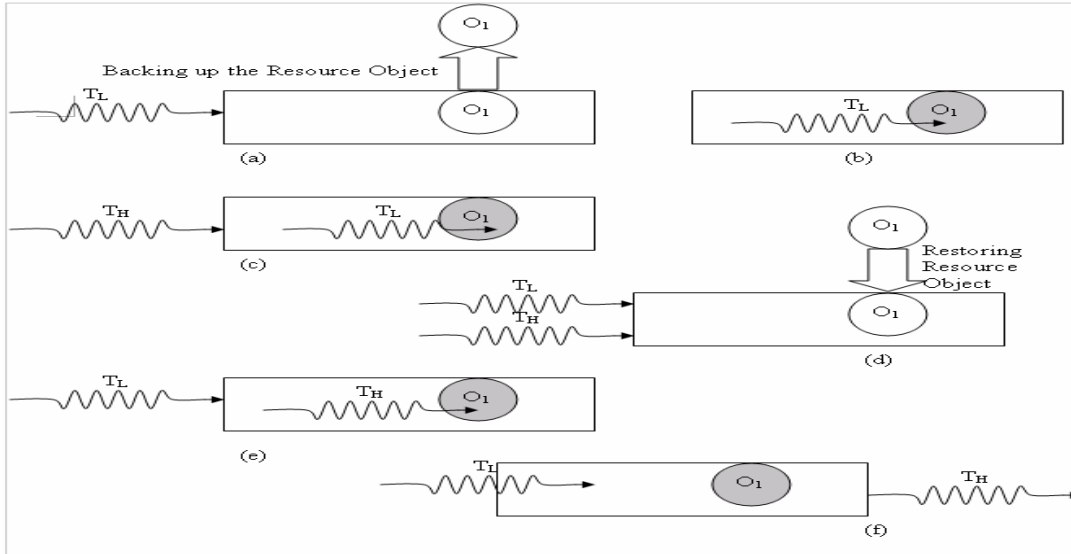 O1
Backing up the Resource Object
TL
O1
(a)
TL
O1
(b)
TH
TL
O1
(c)
O1
Restoring
Resource
Object
TL
TH
O1
(d)
TL
TH
O1
(e)
TL
O1
TH
(f)